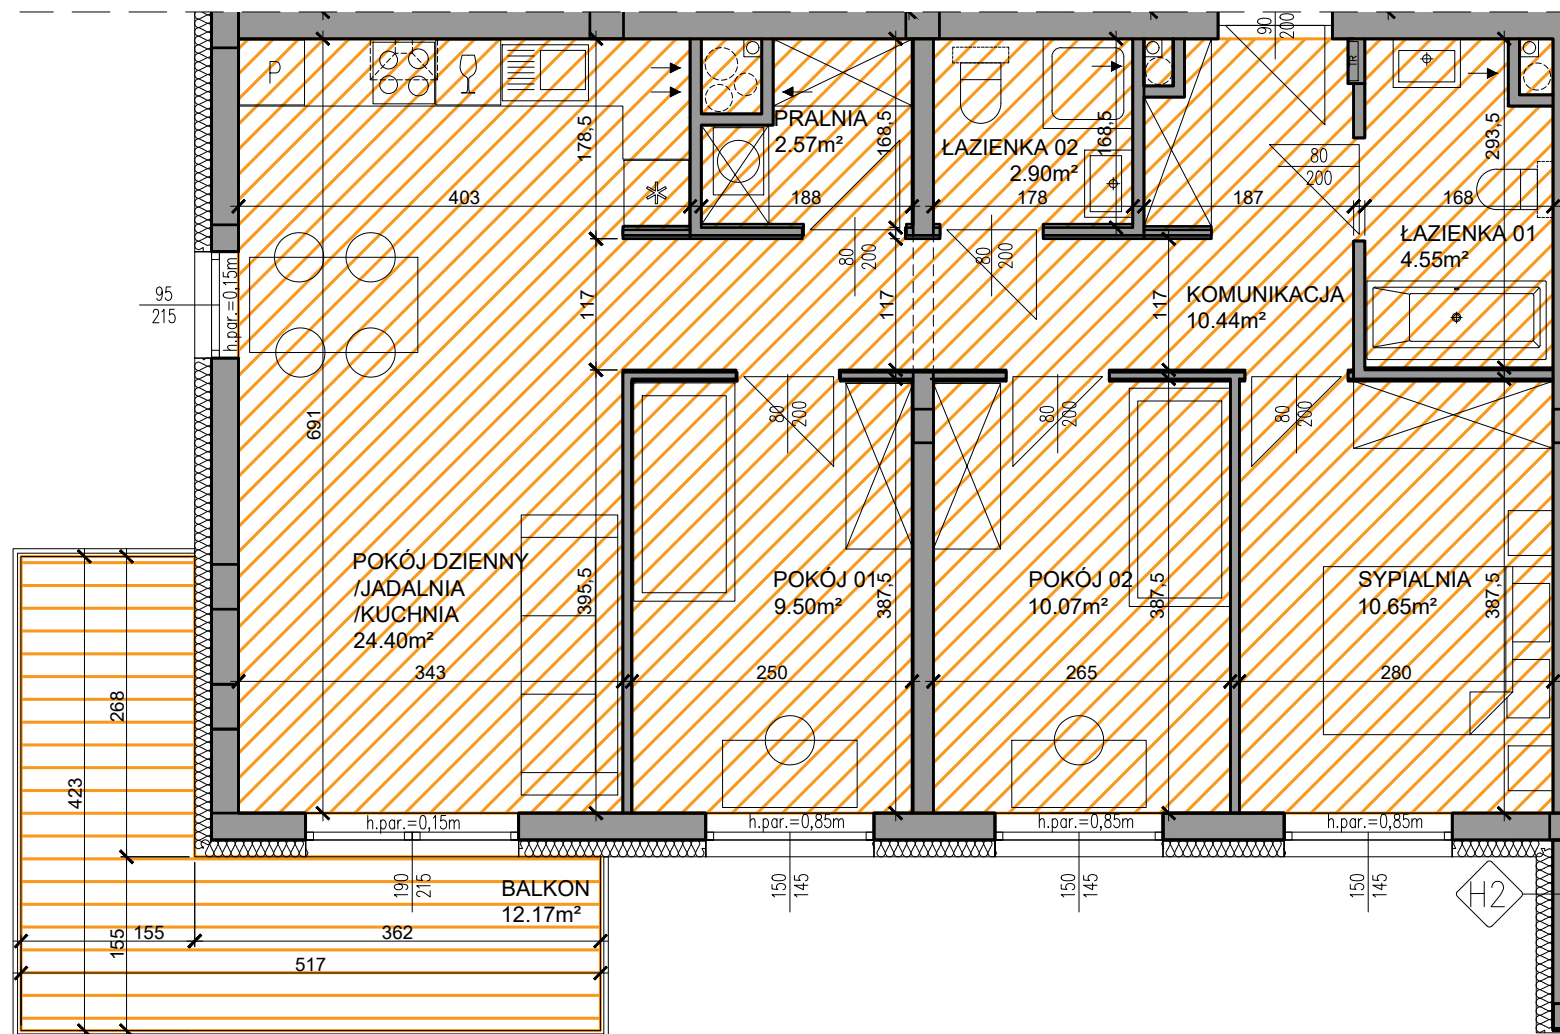 90
200
P
TR
PRALNIA
2.57m²
178,5
168,5
168,5
293,5
ŁAZIENKA 02
2.90m²
80
200
403
188
178
187
168
ŁAZIENKA 01
4.55m²
80
200
80
200
95
215
h.par.=0,15m
117
117
117
KOMUNIKACJA
10.44m²
691
80
200
80
200
80
200
POKÓJ DZIENNY
/JADALNIA
/KUCHNIA
24.40m²
395,5
POKÓJ 01
9.50m²
387,5
POKÓJ 02
10.07m²
387,5
SYPIALNIA
10.65m²
387,5
343
250
265
280
268
423
h.par.=0,15m
h.par.=0,85m
h.par.=0,85m
h.par.=0,85m
190
215
150
145
150
145
150
145
BALKON
12.17m²
H2
155
155
362
517